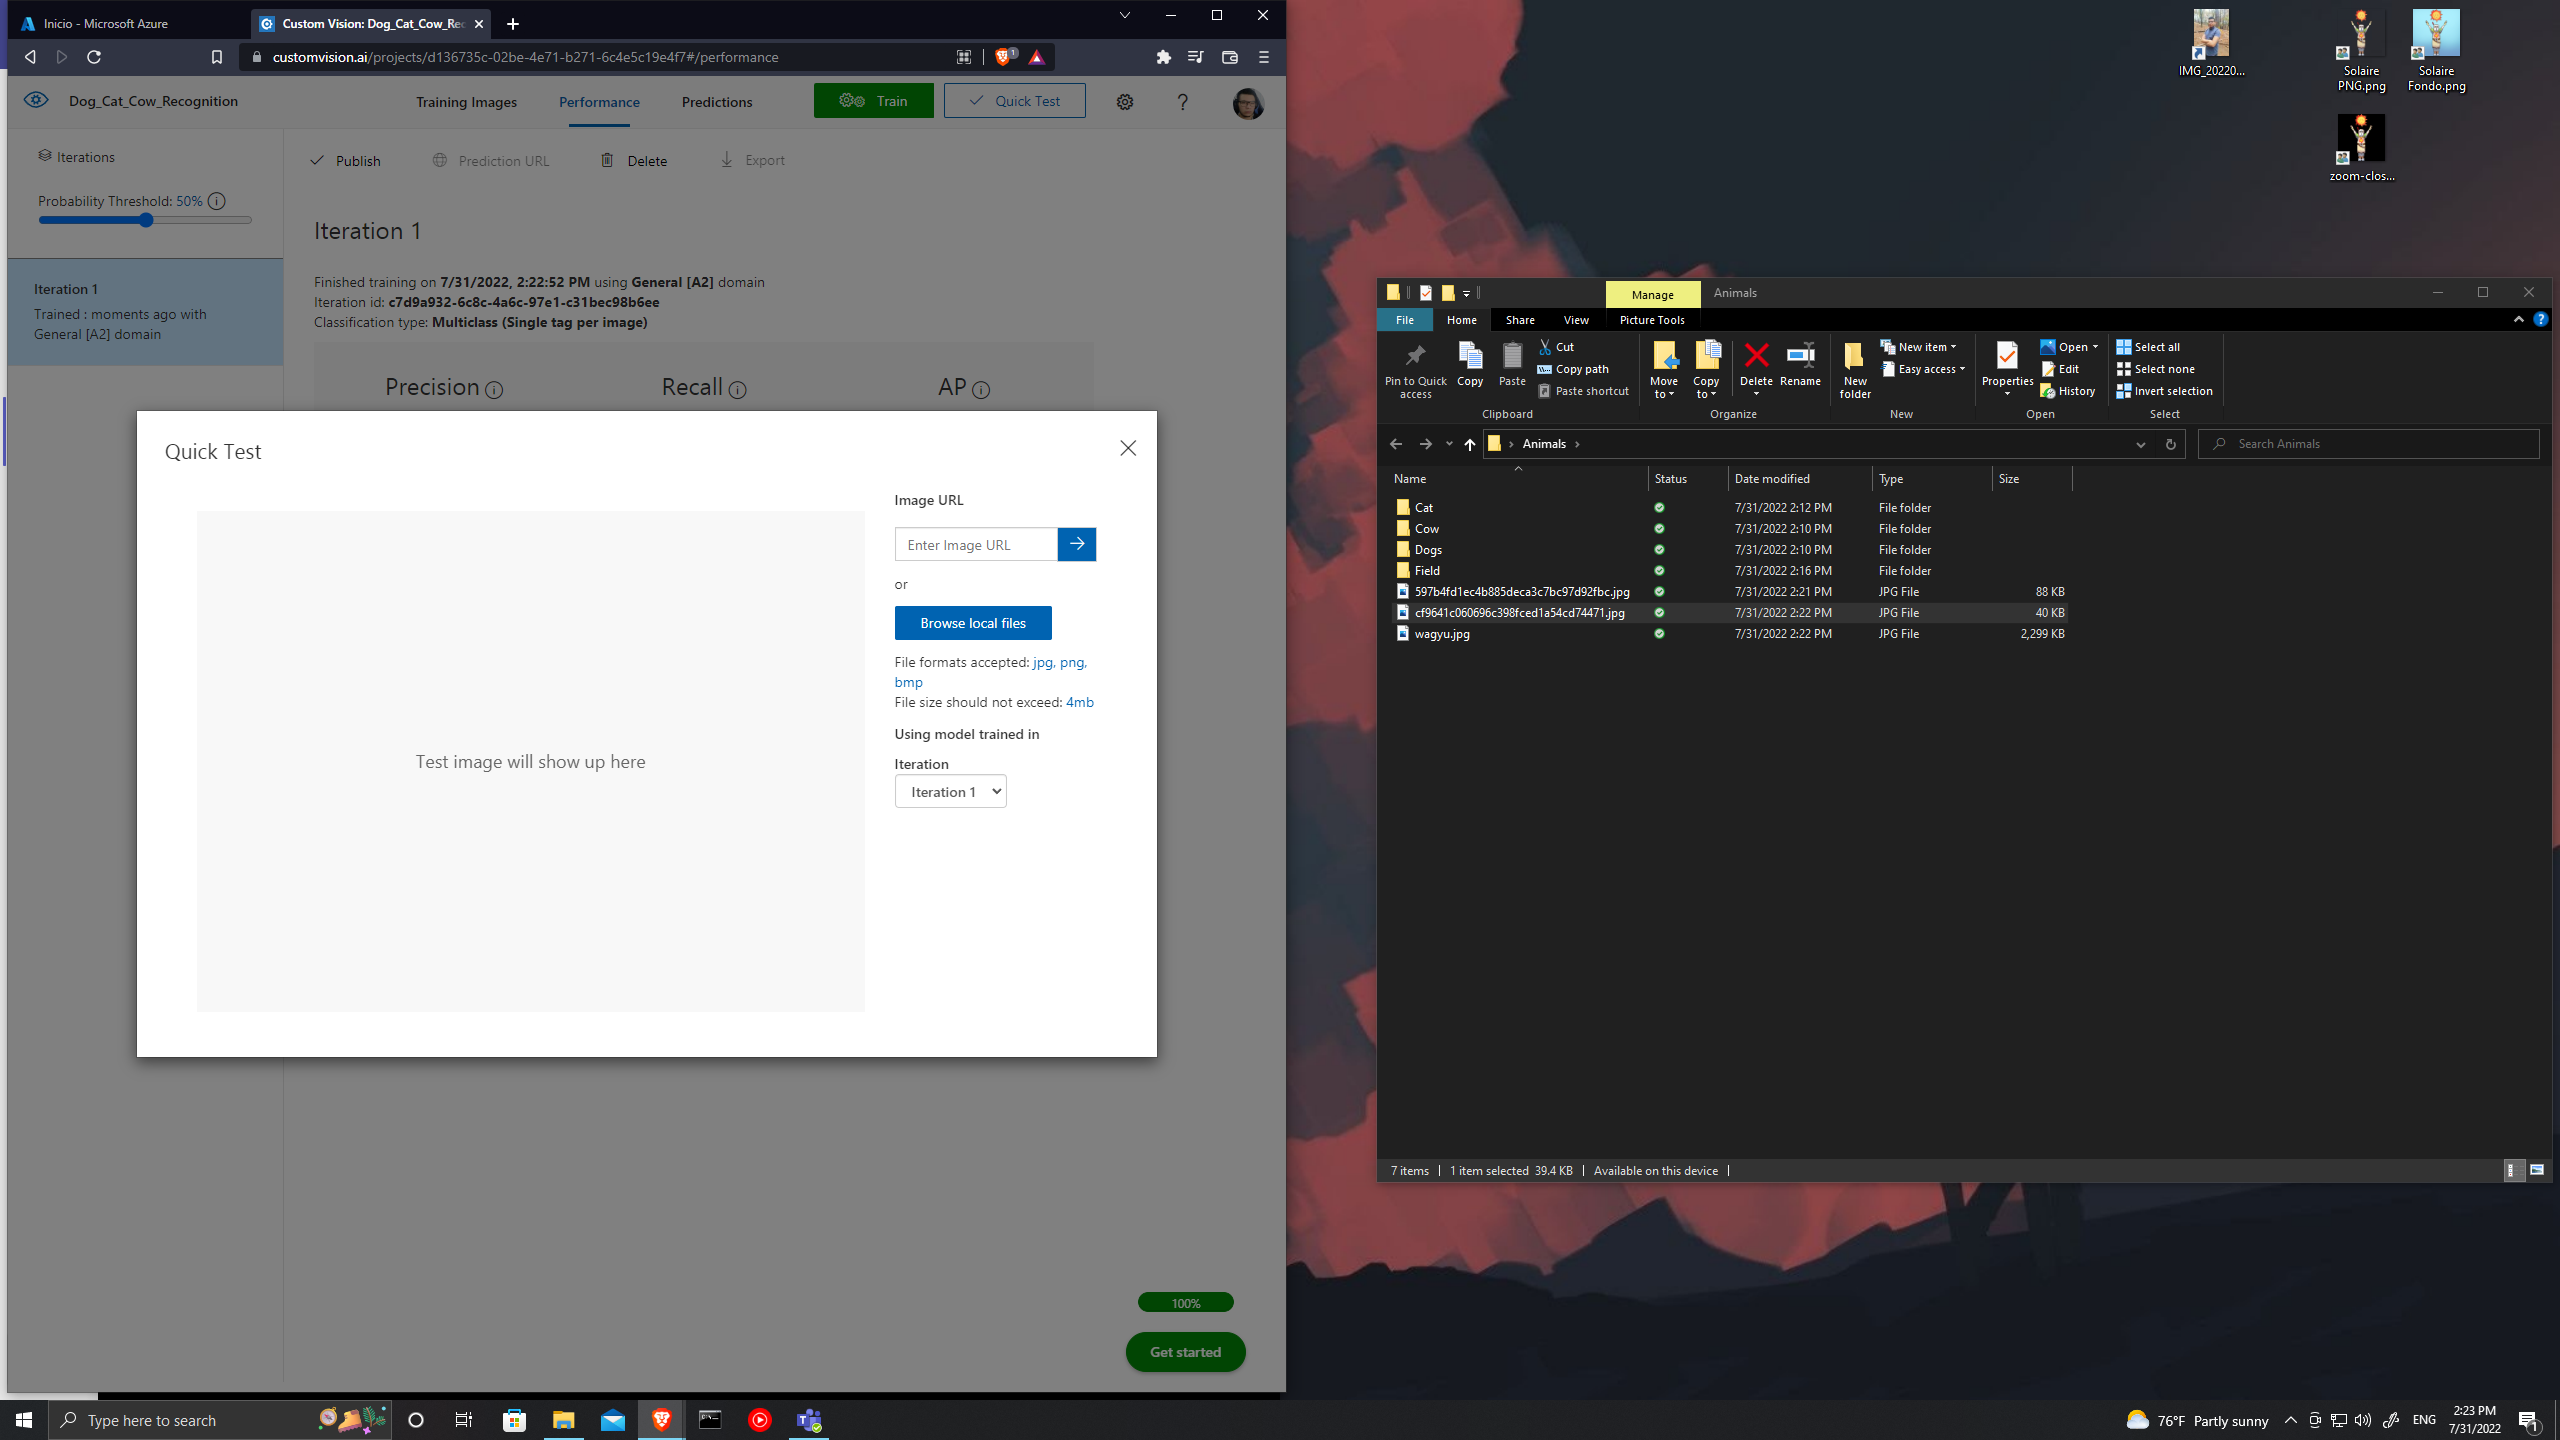 Inicio - Microsoft Azure
Custom Vision: Dog_Cat_Cow_Rec
customvision.ai/projects/d136735c-02be-4e71-b271-6c4e5c19e4f7#/performance
1
Dog_Cat_Cow_Recognition
Training Images
Performance
Predictions
Train
Quick Test
?
Iterations
Publish
Prediction URL
Delete
Export
Probability Threshold: 50%
Iteration 1
Trained : moments ago with
General [A2] domain
Iteration 1
Finished training on 7/31/2022, 2:22:52 PM using General [A2] domain
Iteration id: c7d9a932-6c8c-4a6c-97e1-c31bec98b6ee
Classification type: Multiclass (Single tag per image)
Precision
Recall
AP
Quick Test
Test image will show up here
Image URL
Enter Image URL
or
Browse local files
File formats accepted: jpg, png,
bmp
File size should not exceed: 4mb
Using model trained in
Iteration
Iteration 1
100%
Get started
IMG_20220...
Solaire
PNG.png
Solaire
Fondo.png
zoom-clos...
Manage
Animals
File
Home
Share
View
Picture Tools
Pin to Quick
access
Copy
Paste
Cut
Copy path
Paste shortcut
Clipboard
Move
to
Copy
to
Delete
Rename
Organize
New
folder
New item
Easy access
New
Properties
Open
Edit
History
Open
Select all
Select none
Invert selection
Select
Animals
Search Animals
Name
Status
Date modified
Type
Size
Cat 7/31/2022 2:12 PM File folder
Cow 7/31/2022 2:10 PM File folder
Dogs 7/31/2022 2:10 PM File folder
Field 7/31/2022 2:16 PM File folder
597b4fd1ec4b885deca3c7bc97d92fbc.jpg 7/31/2022 2:21 PM JPG File 88 KB
cf9641c060696c398fced1a54cd74471.jpg 7/31/2022 2:22 PM JPG File 40 KB
wagyu.jpg 7/31/2022 2:22 PM JPG File 2,299 KB
7 items
1 item selected 39.4 KB
Available on this device
Type here to search
76°F Partly sunny
ENG
2:23 PM
7/31/2022
1